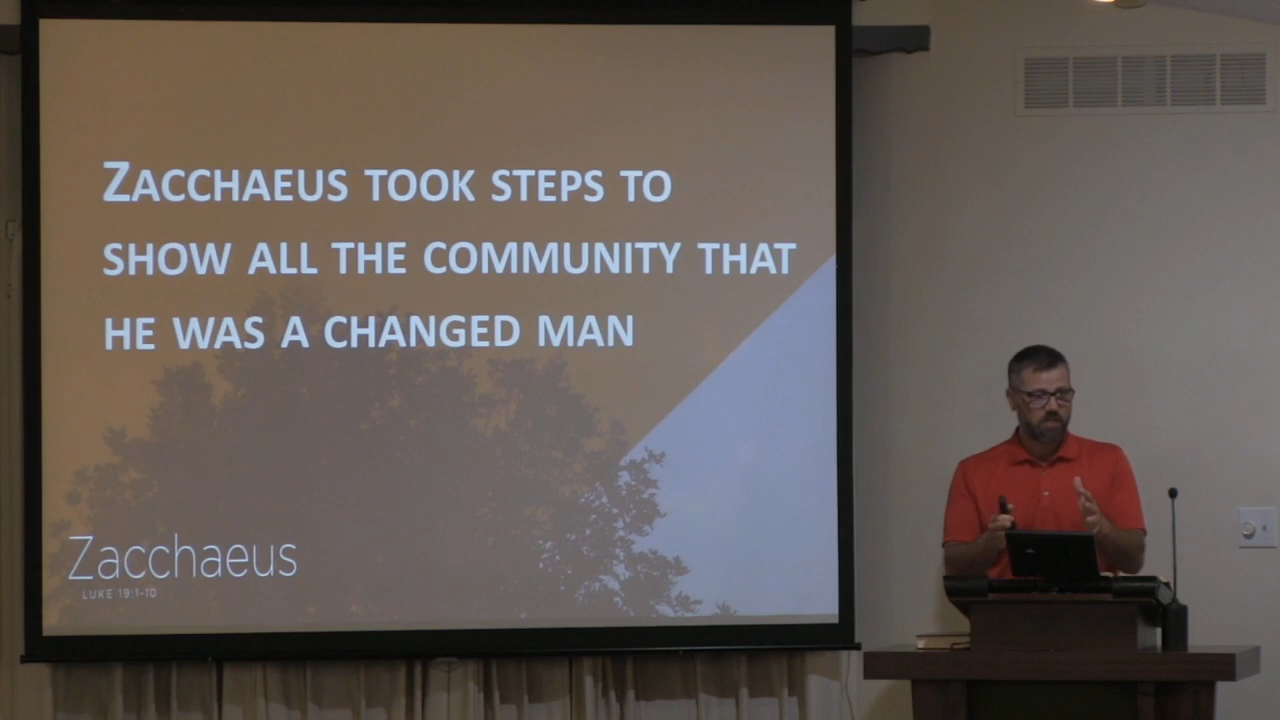 ZACCHAEUS TOOK STEPS TO
SHOW ALL THE COMMUNITY THAT
HE WAS A CHANGED MAN
Zacchaeus
LUKE 19:1-10